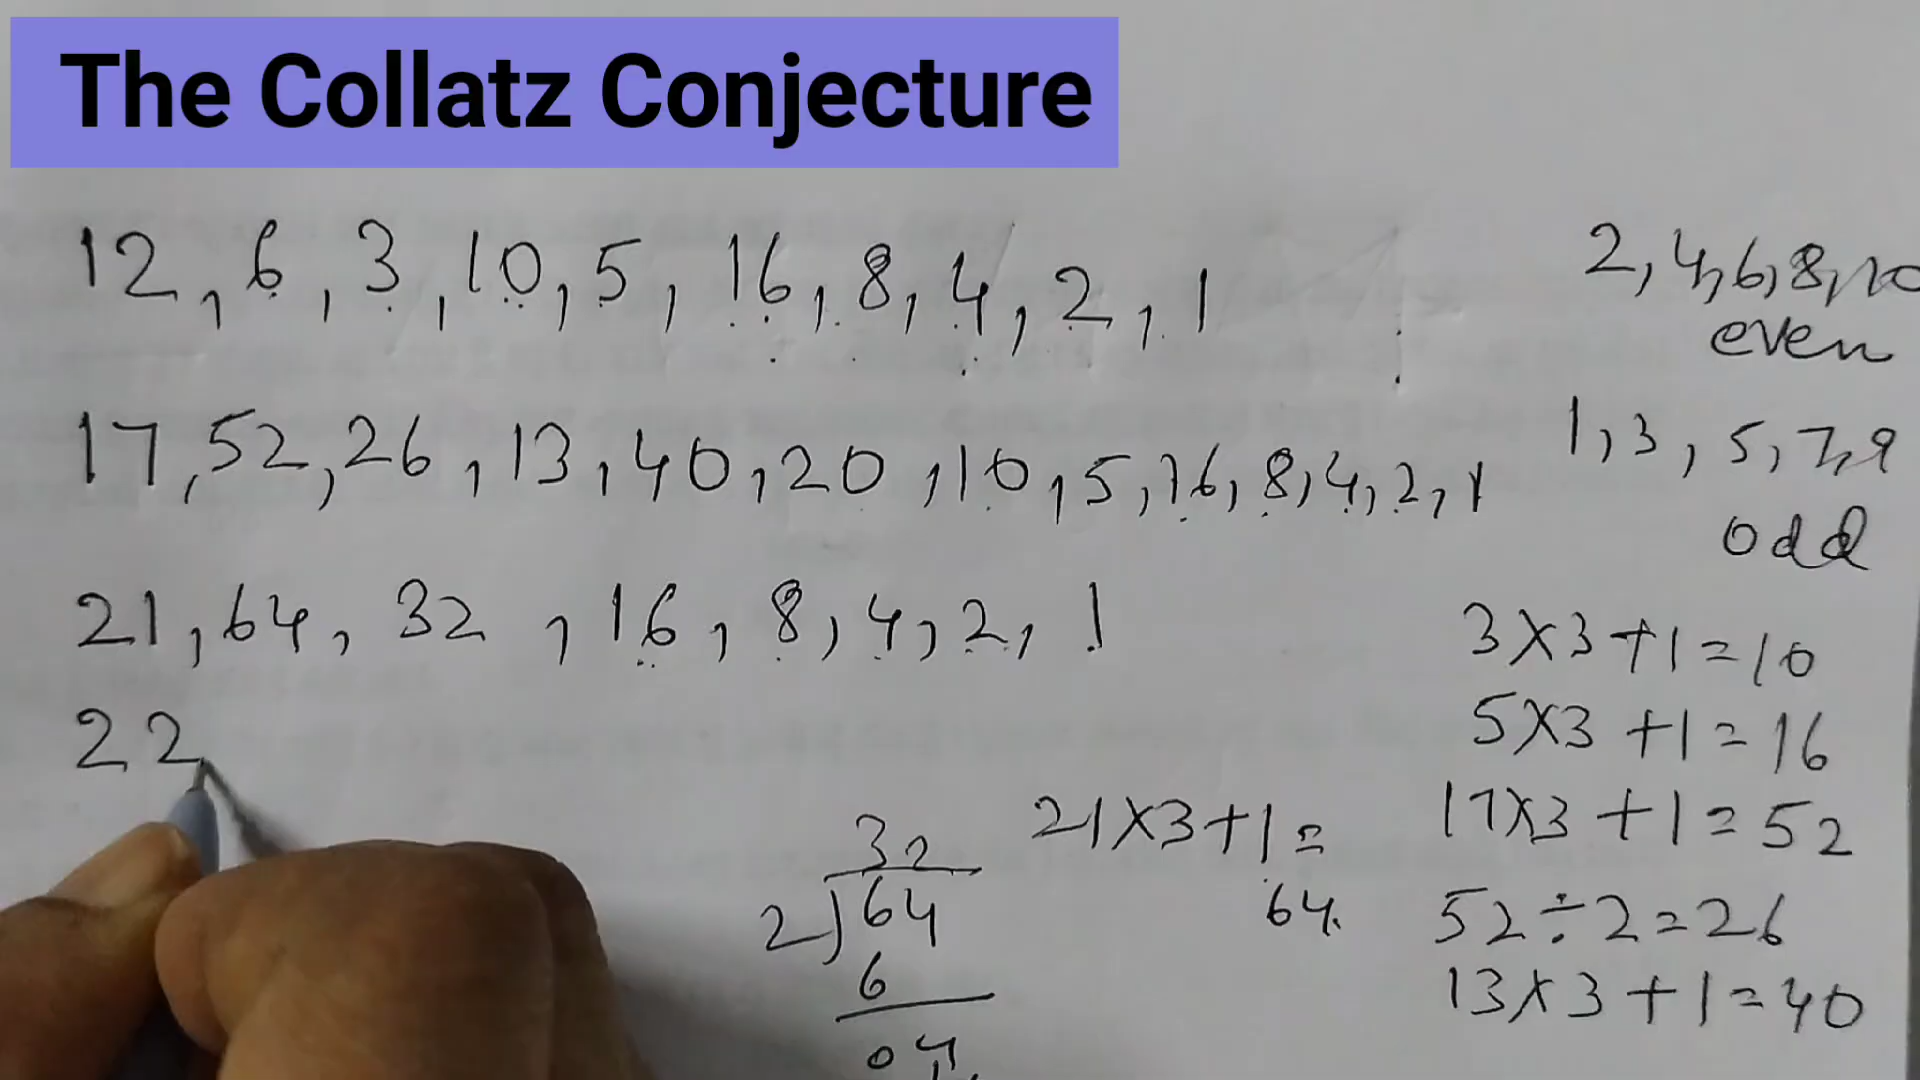 The Collatz Conjecture
12, 6, 3, 10, 5, 16, 8, 4, 2, 1
2, 4, 6, 8, 10
even
17, 52, 26, 13, 40, 20, 10, 5, 16, 8, 4, 2, 1
1, 3, 5, 7, 9
odd
21, 64, 32, 16, 8, 4, 2, 1
22
3×3+1=10
5×3+1=16
17×3+1=52
52÷2=26
13×3+1=40
21×3+1=
64.
32
2)64
6
04